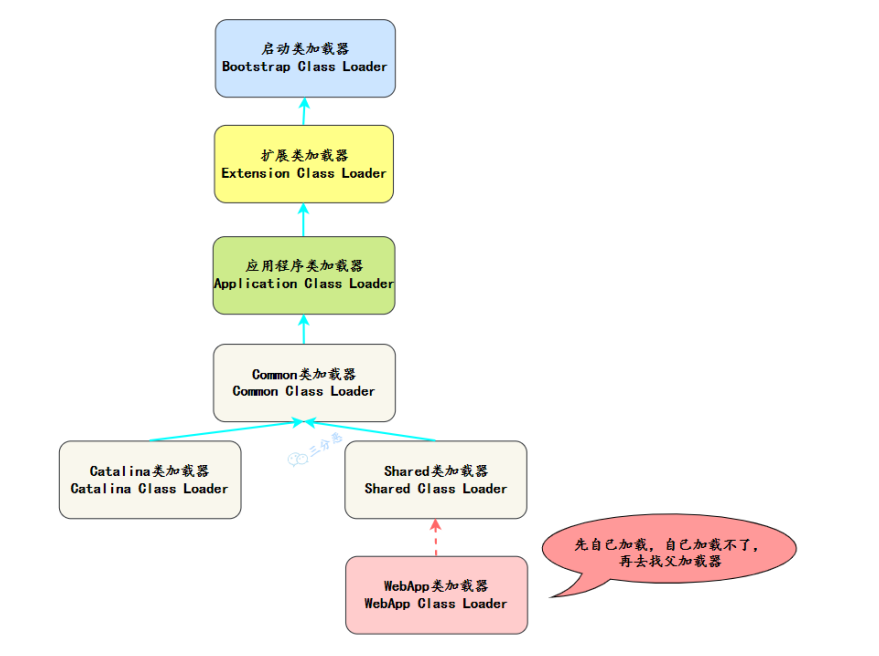 启动类加载器
Bootstrap Class Loader
扩展类加载器
Extension Class Loader
应用程序类加载器
Application Class Loader
Common类加载器
Common Class Loader
三分恶
Catalina类加载器
Catalina Class Loader
Shared类加载器
Shared Class Loader
先自己加载，自己加载不了，
再去找父加载器
WebApp类加载器
WebApp Class Loader